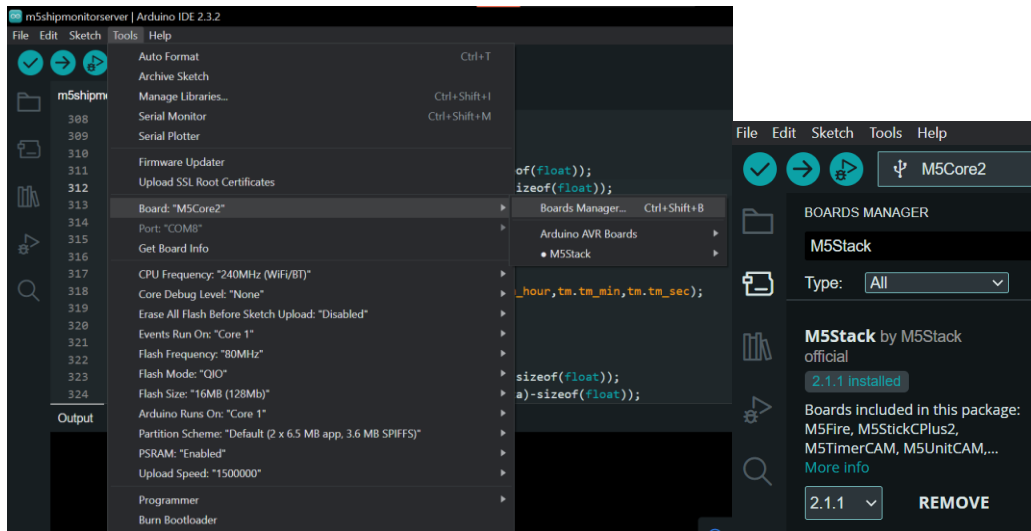 m5shipmonitorserver | Arduino IDE 2.3.2
File Edit Sketch Tools Help
Auto Format Ctrl+T
Archive Sketch
Manage Libraries... Ctrl+Shift+I
Serial Monitor Ctrl+Shift+M
Serial Plotter
Firmware Updater
Upload SSL Root Certificates
Board: "M5Core2"
Port: "COM8"
Get Board Info
CPU Frequency: "240MHz (WiFi/BT)"
Core Debug Level: "None"
Erase All Flash Before Sketch Upload: "Disabled"
Events Run On: "Core 1"
Flash Frequency: "80MHz"
Flash Mode: "QIO"
Flash Size: "16MB (128Mb)"
Arduino Runs On: "Core 1"
Partition Scheme: "Default (2 x 6.5 MB app, 3.6 MB SPIFFS)"
PSRAM: "Enabled"
Upload Speed: "1500000"
Programmer
Burn Bootloader
Boards Manager... Ctrl+Shift+B
Arduino AVR Boards
● M5Stack
m5shipm
308
309
310
311 of(float));
312 izeof(float));
313
314
315
316
317
318 _hour,tm.tm_min,tm.tm_sec);
319
320
321
322
323 sizeof(float));
324 a)-sizeof(float));
Output
File Edit Sketch Tools Help
M5Core2
BOARDS MANAGER
M5Stack
Type: All
M5Stack by M5Stack
official
2.1.1 installed
Boards included in this package:
M5Fire, M5StickCPlus2,
M5TimerCAM, M5UnitCAM,...
More info
2.1.1 REMOVE